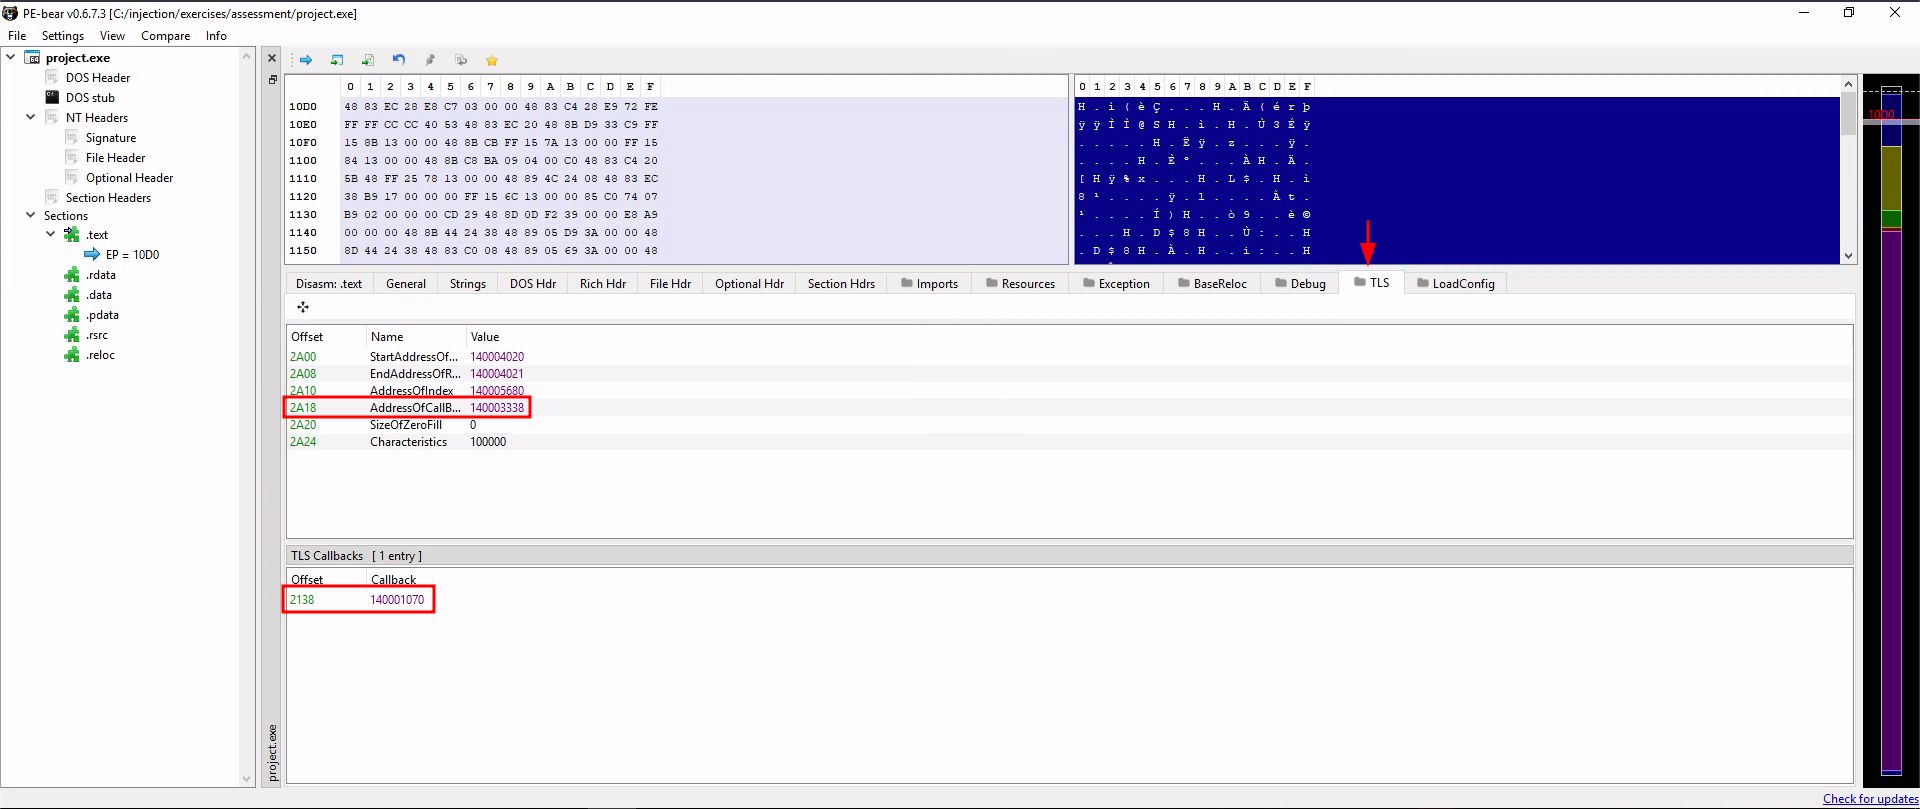 PE-bear v0.6.7.3 [C:/injection/exercises/assessment/project.exe]
File Settings View Compare Info
project.exe
DOS Header
DOS stub
NT Headers
Signature
File Header
Optional Header
Section Headers
Sections
.text
EP = 10D0
.rdata
.data
.pdata
.rsrc
.reloc
project.exe
0 1 2 3 4 5 6 7 8 9 A B C D E F
10D0 48 83 EC 28 E8 C7 03 00 00 48 83 C4 28 E9 72 FE
10E0 FF FF CC CC 40 53 48 83 EC 20 48 8B D9 33 C9 FF
10F0 15 8B 13 00 00 48 8B CB FF 15 7A 13 00 00 FF 15
1100 84 13 00 00 48 8B C8 BA 09 04 00 C0 48 83 C4 20
1110 5B 48 FF 25 78 13 00 00 48 89 4C 24 08 48 83 EC
1120 38 B9 17 00 00 00 FF 15 6C 13 00 00 85 C0 74 07
1130 B9 02 00 00 00 CD 29 48 8D 0D F2 39 00 00 E8 A9
1140 00 00 00 48 8B 44 24 38 48 89 05 D9 3A 00 00 48
1150 8D 44 24 38 48 83 C0 08 48 89 05 69 3A 00 00 48
0 1 2 3 4 5 6 7 8 9 A B C D E F
H . ì ( è Ç . . . H . Ä ( é r þ
ÿ ÿ Ì Ì @ S H . ì . H . Ù 3 É ÿ
. . . . . H . Ë ÿ . z . . . ÿ .
. . . . H . È º . . . À H . Ä .
[ H ÿ % x . . . H . L $ . H . ì
8 ¹ . . . . ÿ . l . . . . À t .
¹ . . . . Í ) H . . ò 9 . . è ©
. . . H . D $ 8 H . . Ù : . . H
. D $ 8 H . À . H . . i : . . H
10D0
Disasm: .text General Strings DOS Hdr Rich Hdr File Hdr Optional Hdr Section Hdrs Imports Resources Exception BaseReloc Debug TLS LoadConfig
Offset Name Value
2A00 StartAddressOf... 140004020
2A08 EndAddressOfR... 140004021
2A10 AddressOfIndex 140005680
2A18 AddressOfCallB... 140003338
2A20 SizeOfZeroFill 0
2A24 Characteristics 100000
TLS Callbacks [ 1 entry ]
Offset Callback
2138 140001070
Check for updates